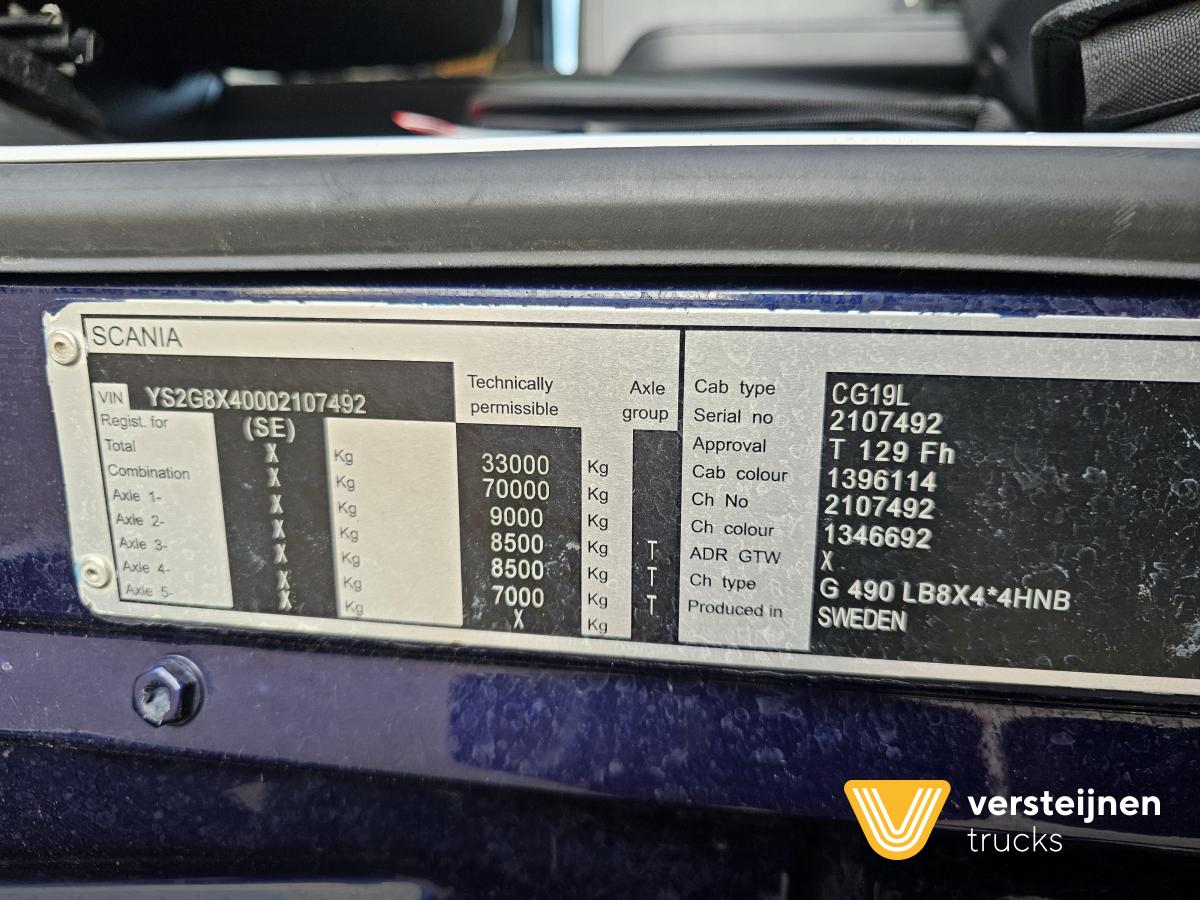 SCANIA
VIN YS2G8X40002107492
Technically permissible
Axle group
Regist. for (SE)
Total X Kg 33000 Kg
Combination X Kg 70000 Kg
Axle 1- X Kg 9000 Kg
Axle 2- X Kg 8500 Kg T
Axle 3- X Kg 8500 Kg T
Axle 4- X Kg 7000 Kg T
Axle 5- X Kg X Kg
Cab type CG19L
Serial no 2107492
Approval T 129 Fh
Cab colour 1396114
Ch No 2107492
Ch colour 1346692
ADR GTW X
Ch type G 490 LB8X4*4HNB
Produced in SWEDEN
versteijnen
trucks